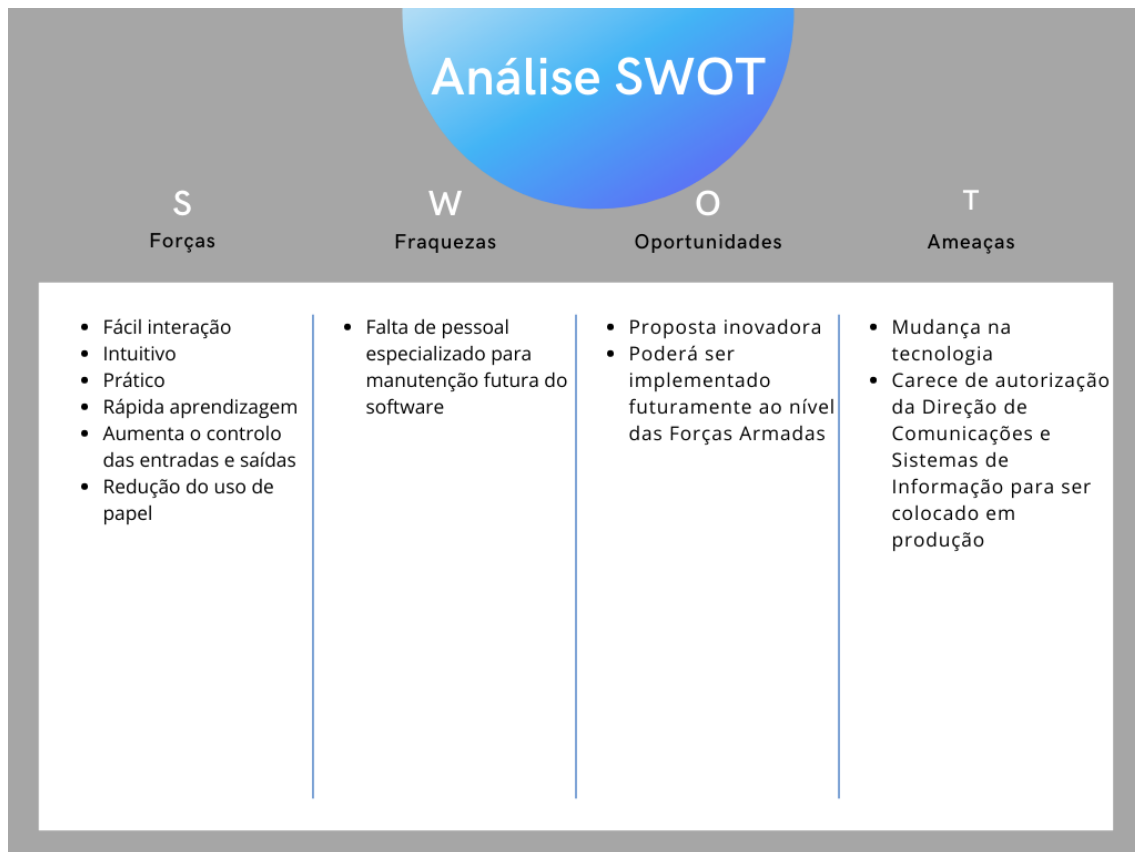 Análise SWOT
S
Forças
W
Fraquezas
O
Oportunidades
T
Ameaças
Fácil interação
Intuitivo
Prático
Rápida aprendizagem
Aumenta o controlo
das entradas e saídas
Redução do uso de
papel
Falta de pessoal
especializado para
manutenção futura do
software
Proposta inovadora
Poderá ser
implementado
futuramente ao nível
das Forças Armadas
Mudança na
tecnologia
Carece de autorização
da Direção de
Comunicações e
Sistemas de
Informação para ser
colocado em
produção